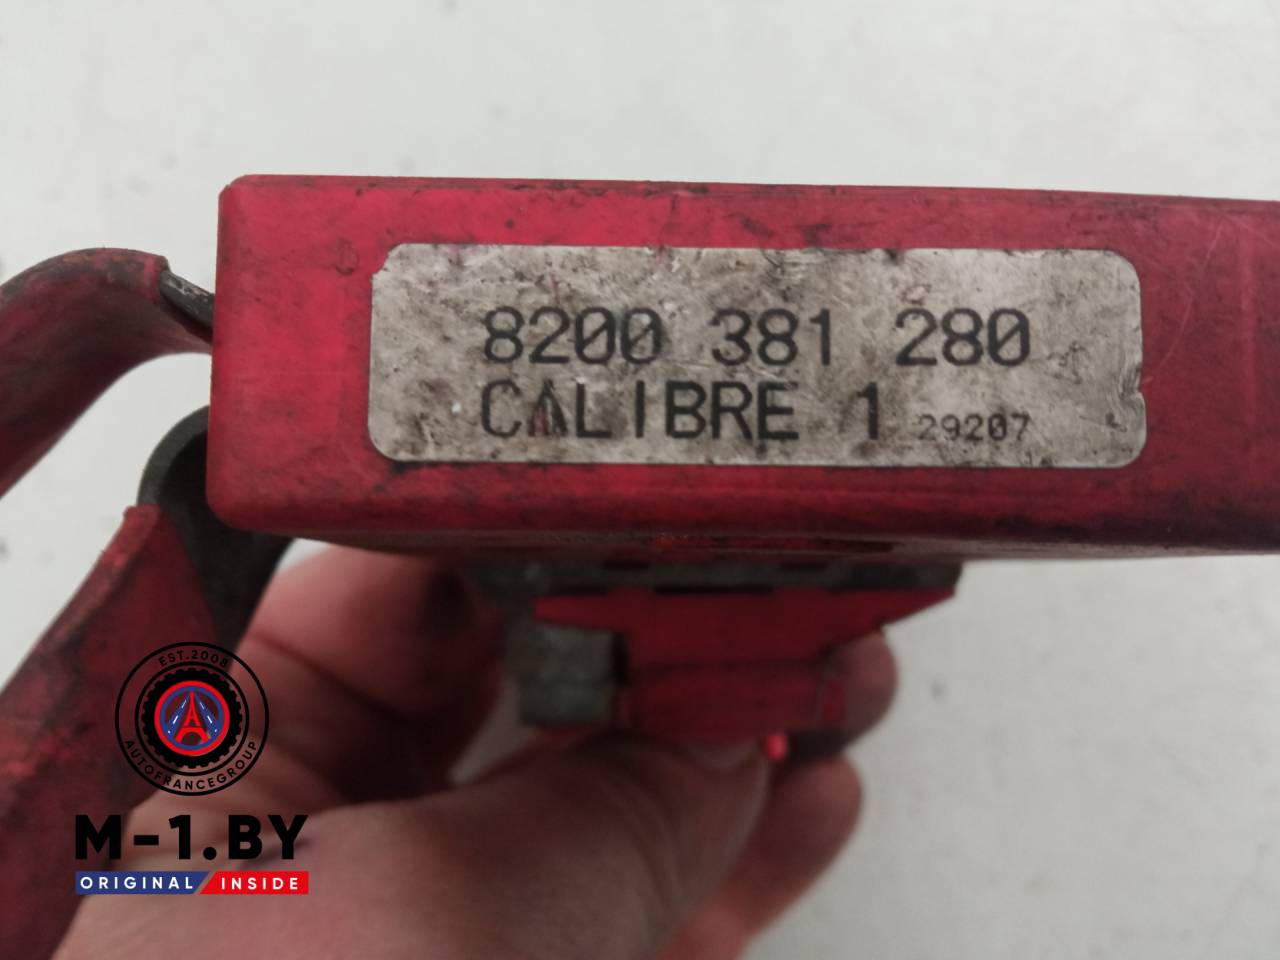 8200 381 280
CALIBRE 1 29207
EST.2008
AUTOFRANCEGROUP
M-1.BY
ORIGINAL INSIDE